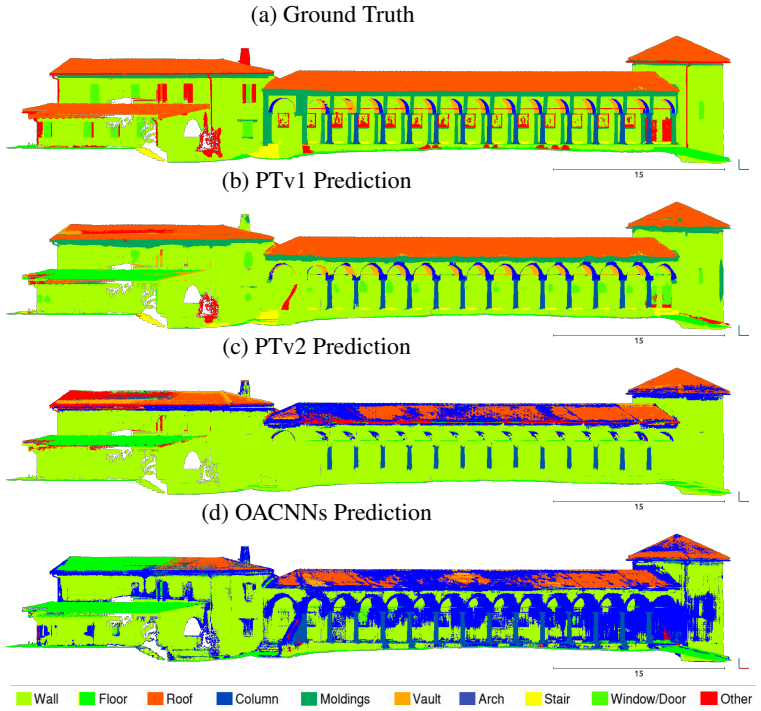 (a) Ground Truth
15
(b) PTv1 Prediction
15
(c) PTv2 Prediction
15
(d) OACNNs Prediction
15
Wall Floor Roof Column Moldings Vault Arch Stair Window/Door Other